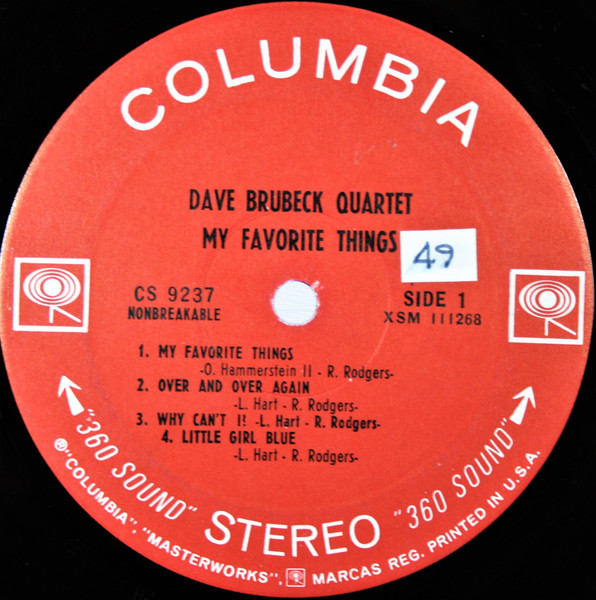 COLUMBIA
DAVE BRUBECK QUARTET
MY FAVORITE THINGS
49
CS 9237
NONBREAKABLE
SIDE 1
XSM 111268
1. MY FAVORITE THINGS
-O. Hammerstein II - R. Rodgers-
2. OVER AND OVER AGAIN
-L. Hart - R. Rodgers-
3. WHY CAN'T I! -L. Hart - R. Rodgers-
4. LITTLE GIRL BLUE
-L. Hart - R. Rodgers-
"360 SOUND" STEREO "360 SOUND"
®"COLUMBIA", "MASTERWORKS", MARCAS REG. PRINTED IN U.S.A.